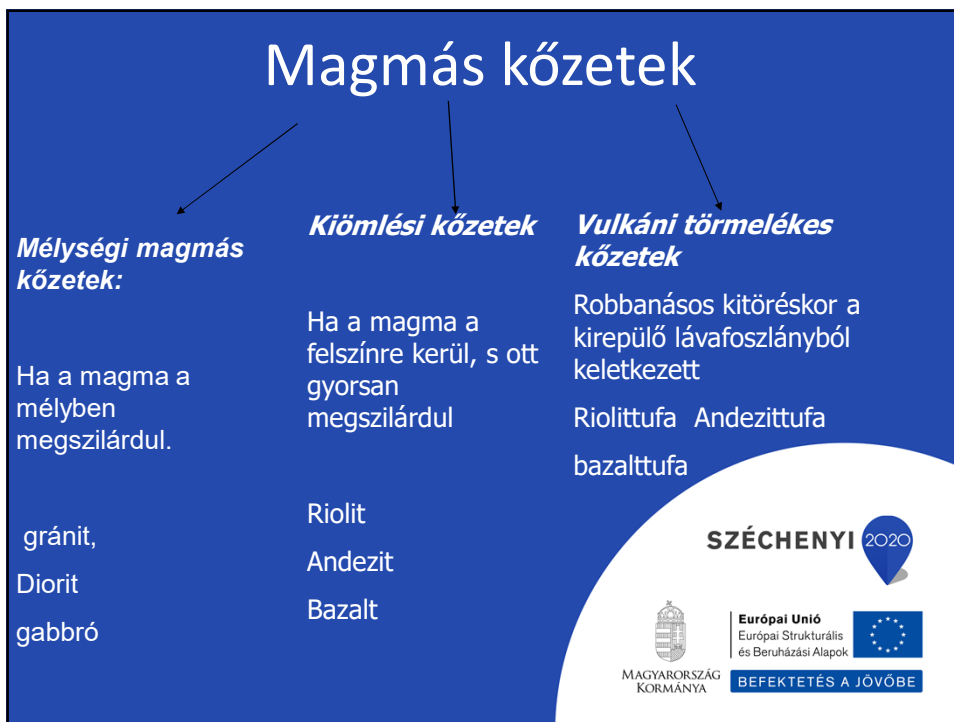 Magmás kőzetek
Mélységi magmás
kőzetek:
Ha a magma a
mélyben
megszilárdul.
gránit,
Diorit
gabbró
Kiömlési kőzetek
Ha a magma a
felszínre kerül, s ott
gyorsan
megszilárdul
Riolit
Andezit
Bazalt
Vulkáni törmelékes
kőzetek
Robbanásos kitöréskor a
kirepülő lávafoszlányból
keletkezett
Riolittufa Andezittufa
bazalttufa
SZÉCHENYI 2020
MAGYARORSZÁG
KORMÁNYA
Európai Unió
Európai Strukturális
és Beruházási Alapok
BEFEKTETÉS A JÖVŐBE